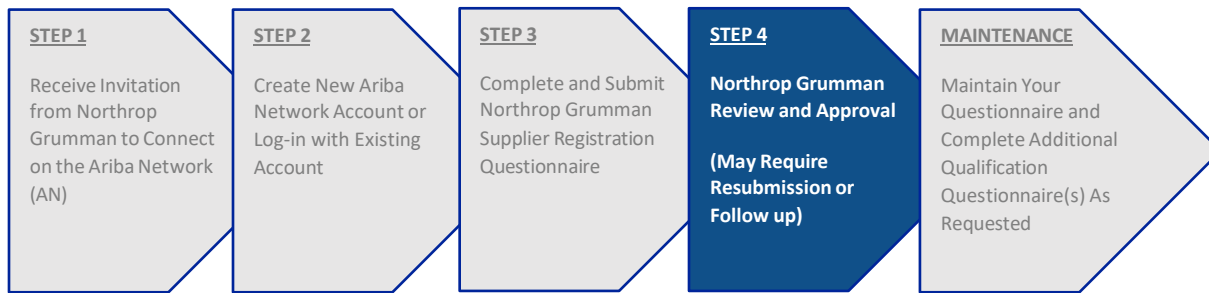 STEP 1
Receive Invitation
from Northrop
Grumman to Connect
on the Ariba Network
(AN)
STEP 2
Create New Ariba
Network Account or
Log-in with Existing
Account
STEP 3
Complete and Submit
Northrop Grumman
Supplier Registration
Questionnaire
STEP 4
Northrop Grumman
Review and Approval
(May Require
Resubmission or
Follow up)
MAINTENANCE
Maintain Your
Questionnaire and
Complete Additional
Qualification
Questionnaire(s) As
Requested